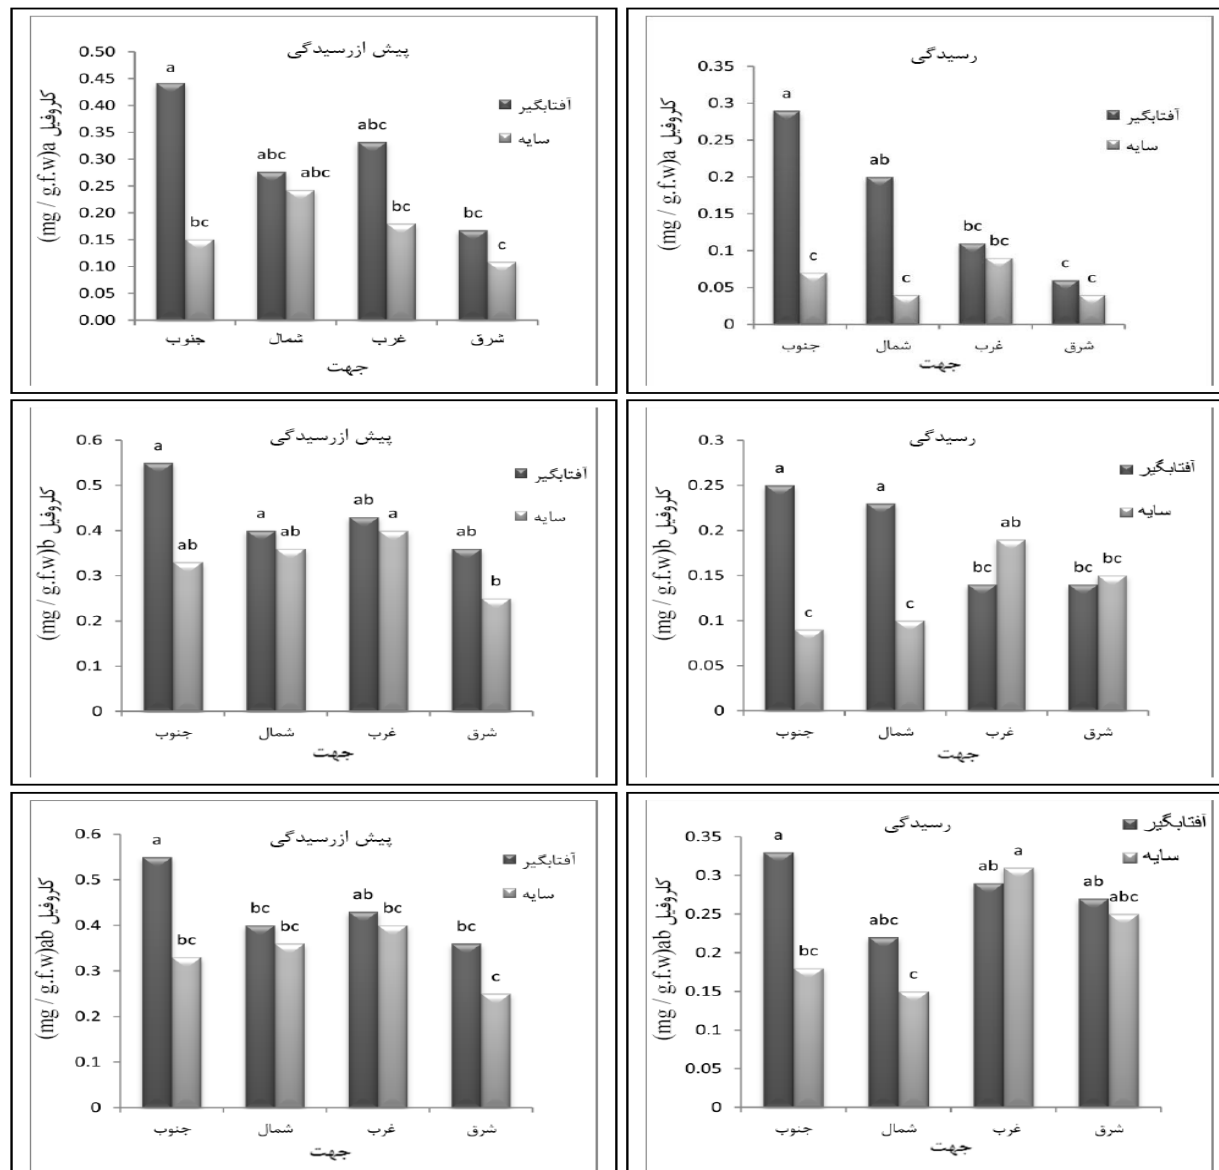 پیش ازرسیدگی
آفتابگیر
سایه
کلروفیل a(mg / g.f.w)
0.50
0.45
0.40
0.35
0.30
0.25
0.20
0.15
0.10
0.05
0.00
a
bc
abc
abc
abc
bc
bc
c
جنوب
شمال
غرب
شرق
جهت
رسیدگی
آفتابگیر
سایه
کلروفیل a(mg / g.f.w)
0.35
0.3
0.25
0.2
0.15
0.1
0.05
0
a
c
ab
c
bc
bc
c
c
جنوب
شمال
غرب
شرق
جهت
پیش ازرسیدگی
آفتابگیر
سایه
کلروفیل b(mg / g.f.w)
0.6
0.5
0.4
0.3
0.2
0.1
0
a
ab
a
ab
ab
a
ab
b
جنوب
شمال
غرب
شرق
جهت
رسیدگی
آفتابگیر
سایه
کلروفیل b(mg / g.f.w)
0.3
0.25
0.2
0.15
0.1
0.05
0
a
c
a
c
bc
ab
bc
bc
جنوب
شمال
غرب
شرق
جهت
پیش ازرسیدگی
آفتابگیر
سایه
کلروفیل ab(mg / g.f.w)
0.6
0.5
0.4
0.3
0.2
0.1
0
a
bc
bc
bc
ab
bc
bc
c
جنوب
شمال
غرب
شرق
جهت
رسیدگی
آفتابگیر
سایه
کلروفیل ab(mg / g.f.w)
0.35
0.3
0.25
0.2
0.15
0.1
0.05
0
a
bc
abc
c
ab
a
ab
abc
جنوب
شمال
غرب
شرق
جهت